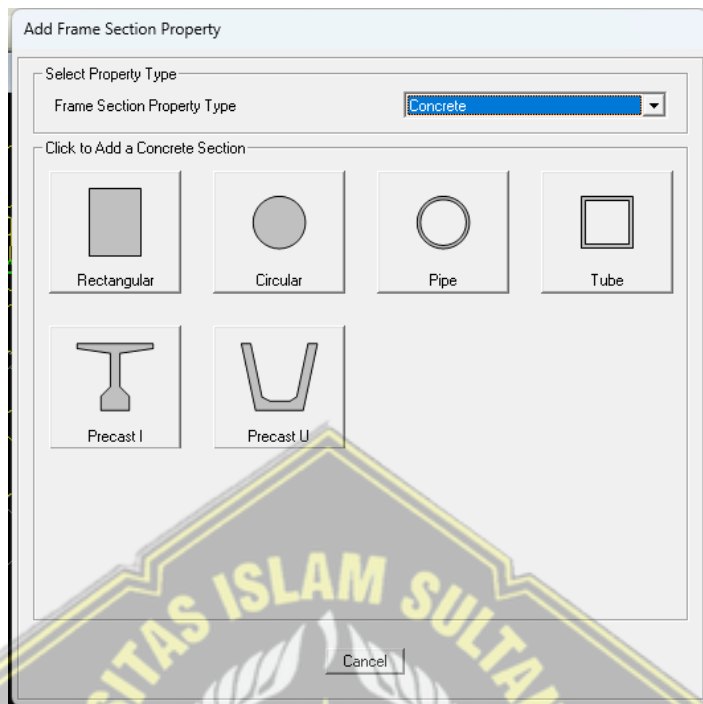 Add Frame Section Property
Select Property Type
Frame Section Property Type
Concrete
Click to Add a Concrete Section
Rectangular
Circular
Pipe
Tube
Precast I
Precast U
SITAS ISLAM SULTAN
Cancel